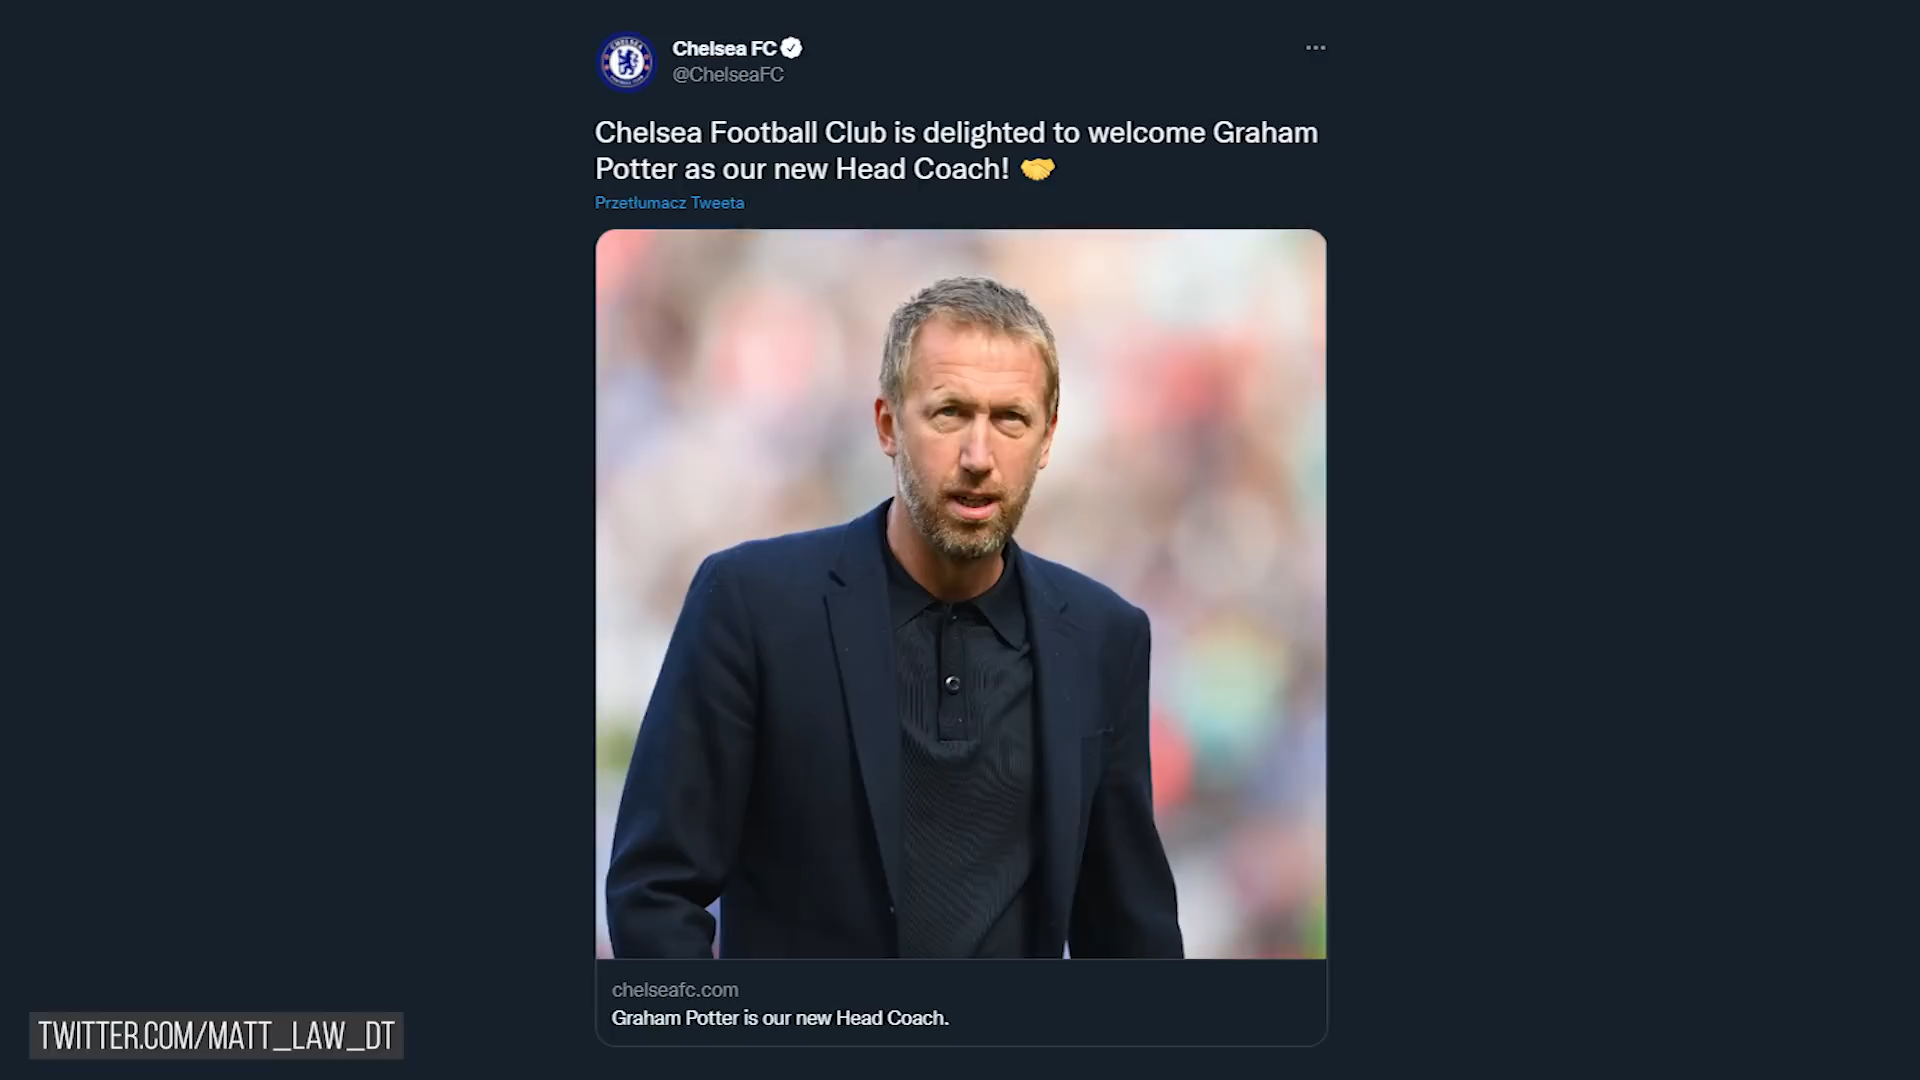 Chelsea FC
@ChelseaFC
Chelsea Football Club is delighted to welcome Graham
Potter as our new Head Coach! 🤝
Przetłumacz Tweeta
chelseafc.com
Graham Potter is our new Head Coach.
TWITTER.COM/MATT_LAW_DT